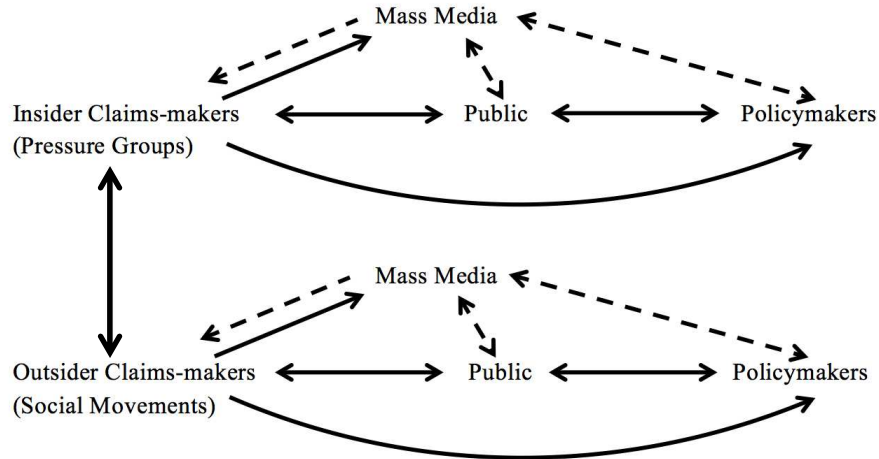 Mass Media
Insider Claims-makers
(Pressure Groups)
Public
Policymakers
Mass Media
Outsider Claims-makers
(Social Movements)
Public
Policymakers